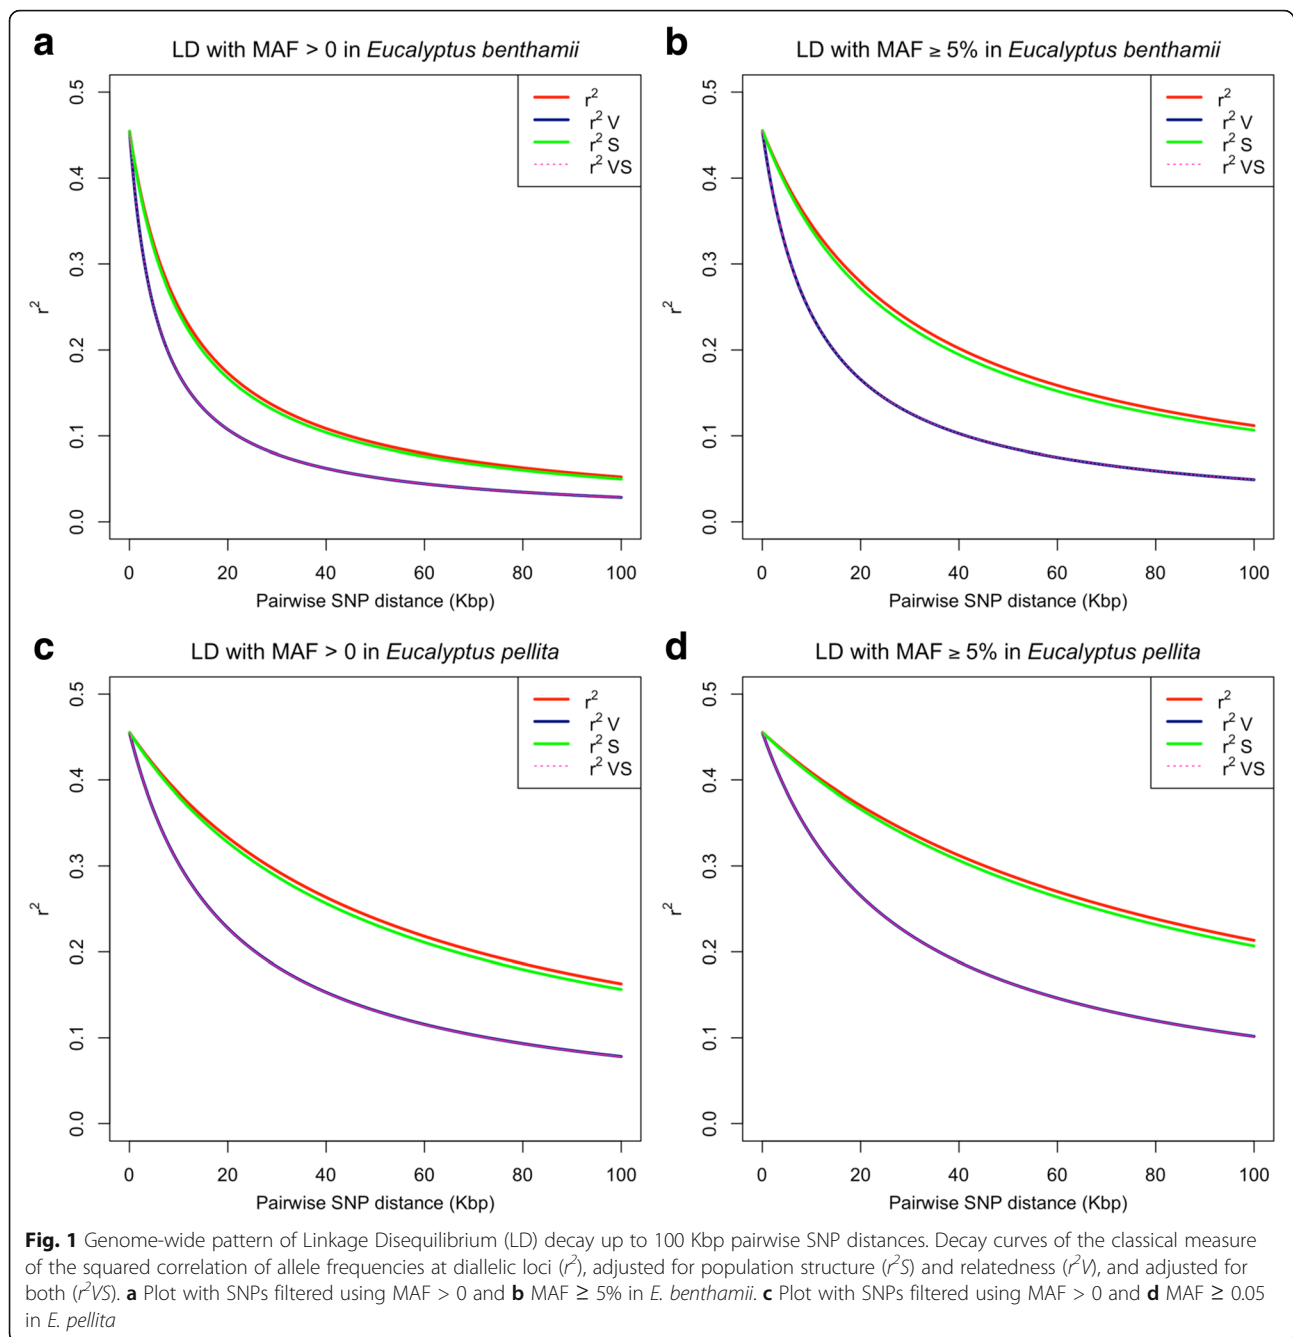 a
LD with MAF > 0 in Eucalyptus benthamii
r²
r² V
r² S
r² VS
0.5
0.4
0.3
0.2
0.1
0.0
r²
0 20 40 60 80 100
Pairwise SNP distance (Kbp)
b
LD with MAF ≥ 5% in Eucalyptus benthamii
r²
r² V
r² S
r² VS
0.5
0.4
0.3
0.2
0.1
0.0
r²
0 20 40 60 80 100
Pairwise SNP distance (Kbp)
c
LD with MAF > 0 in Eucalyptus pellita
r²
r² V
r² S
r² VS
0.5
0.4
0.3
0.2
0.1
0.0
r²
0 20 40 60 80 100
Pairwise SNP distance (Kbp)
d
LD with MAF ≥ 5% in Eucalyptus pellita
r²
r² V
r² S
r² VS
0.5
0.4
0.3
0.2
0.1
0.0
r²
0 20 40 60 80 100
Pairwise SNP distance (Kbp)
Fig. 1 Genome-wide pattern of Linkage Disequilibrium (LD) decay up to 100 Kbp pairwise SNP distances. Decay curves of the classical measure
of the squared correlation of allele frequencies at diallelic loci (r²), adjusted for population structure (r²S) and relatedness (r²V), and adjusted for
both (r²VS). a Plot with SNPs filtered using MAF > 0 and b MAF ≥ 5% in E. benthamii. c Plot with SNPs filtered using MAF > 0 and d MAF ≥ 0.05
in E. pellita